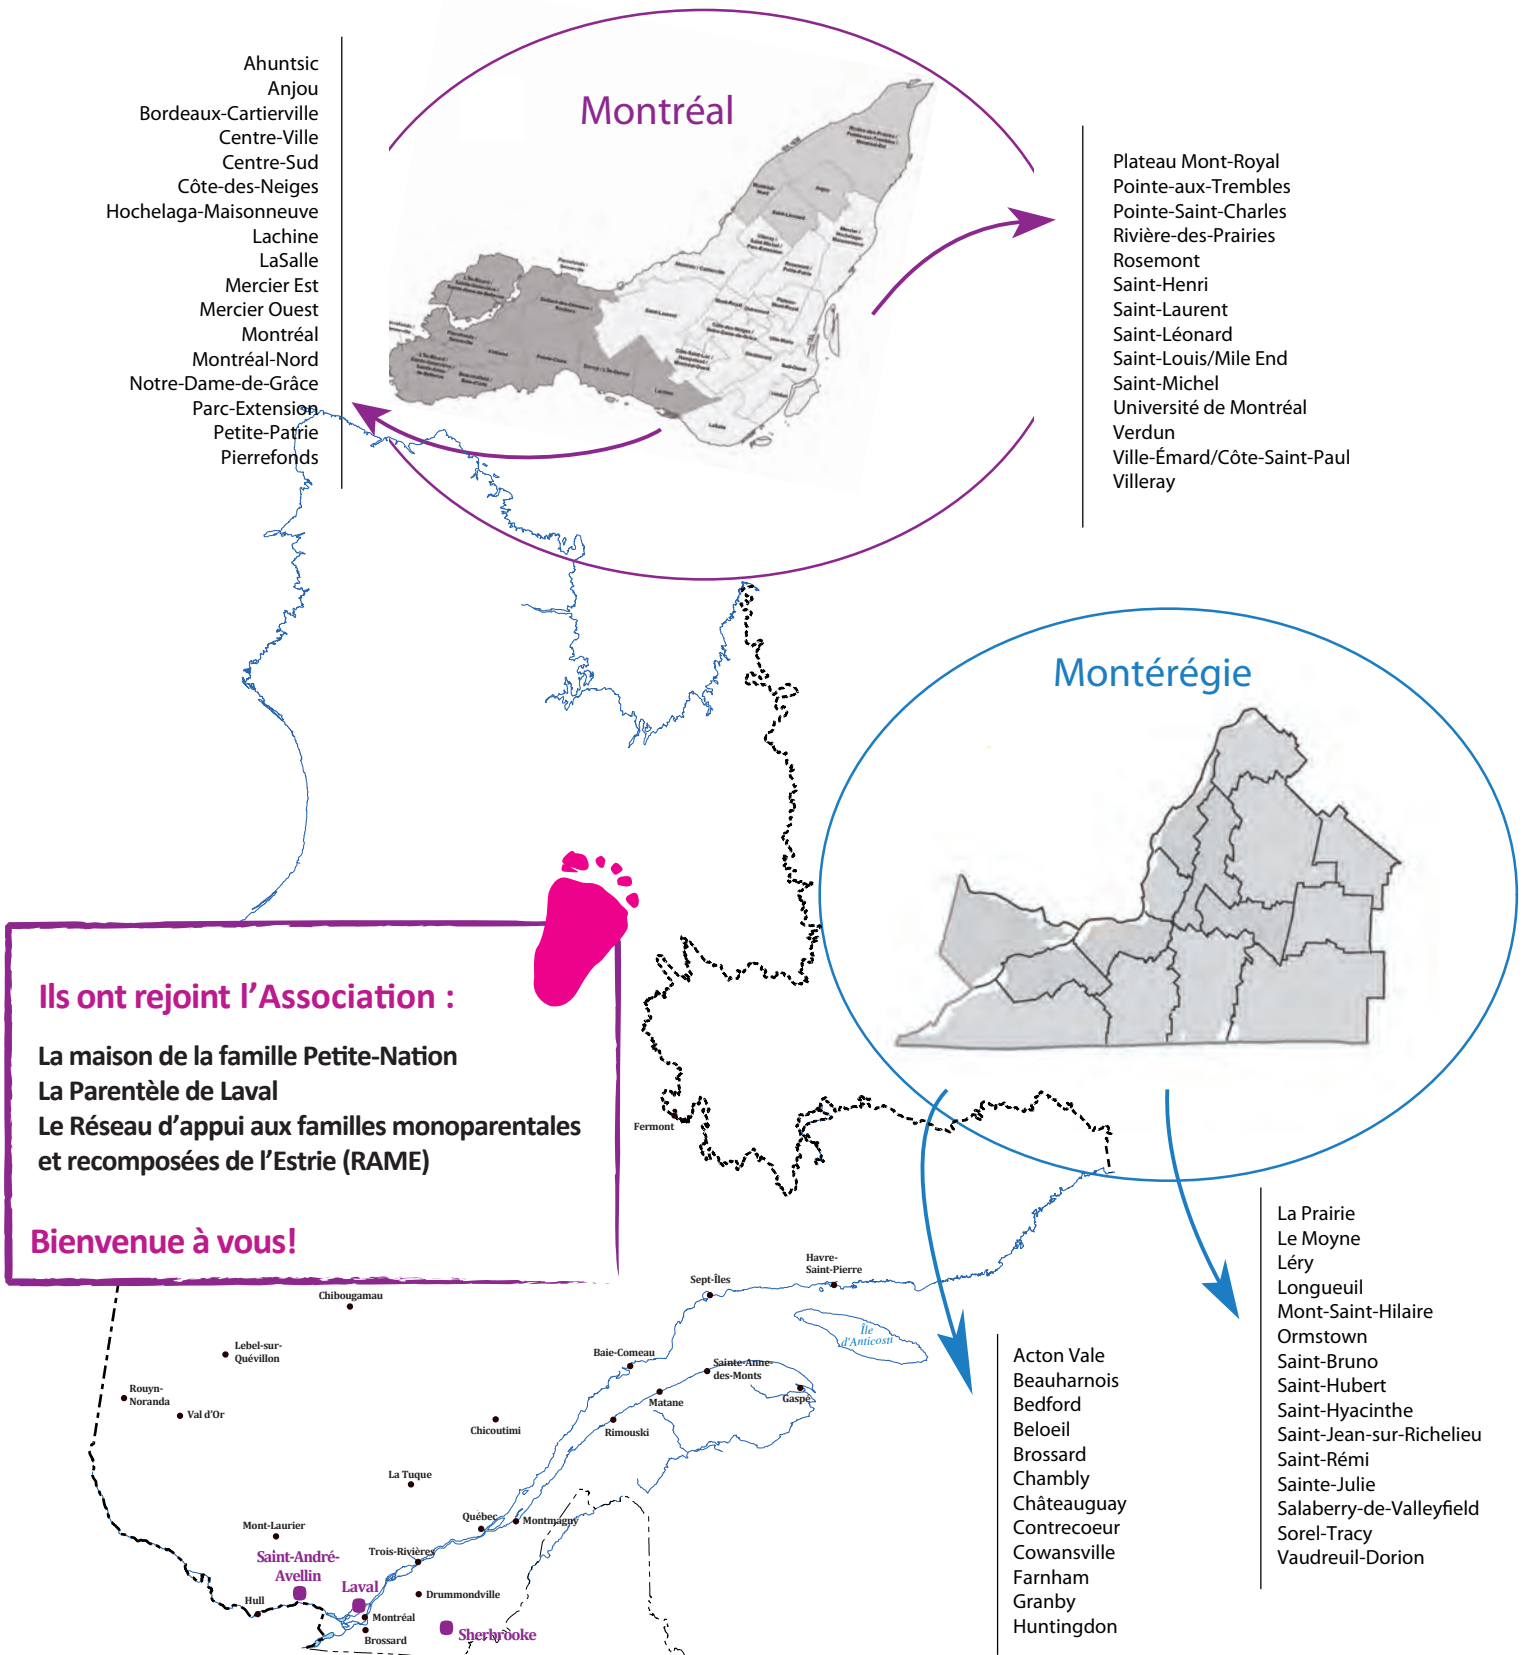 Ahuntsic
Anjou
Bordeaux-Cartierville
Centre-Ville
Centre-Sud
Côte-des-Neiges
Hochelaga-Maisonneuve
Lachine
LaSalle
Mercier Est
Mercier Ouest
Montréal
Montréal-Nord
Notre-Dame-de-Grâce
Parc-Extension
Petite-Patrie
Pierrefonds
Montréal
Plateau Mont-Royal
Pointe-aux-Trembles
Pointe-Saint-Charles
Rivière-des-Prairies
Rosemont
Saint-Henri
Saint-Laurent
Saint-Léonard
Saint-Louis/Mile End
Saint-Michel
Université de Montréal
Verdun
Ville-Émard/Côte-Saint-Paul
Villeray
Montérégie
Ils ont rejoint l'Association :
La maison de la famille Petite-Nation
La Parentèle de Laval
Le Réseau d'appui aux familles monoparentales
et recomposées de l'Estrie (RAME)
Bienvenue à vous!
Fermont
Havre-
Saint-Pierre
Sept-Îles
Chibougamau
Île
d'Anticosti
Lebel-sur-
Quévillon
Baie-Comeau
Sainte-Anne-
des-Monts
Rouyn-
Noranda
Val d'Or
Matane
Gaspé
Chicoutimi
Rimouski
La Tuque
Québec
Montmagny
Mont-Laurier
Trois-Rivières
Saint-André-
Avellin
Laval
Drummondville
Hull
Montréal
Brossard
Sherbrooke
Acton Vale
Beauharnois
Bedford
Beloeil
Brossard
Chambly
Châteauguay
Contrecoeur
Cowansville
Farnham
Granby
Huntingdon
La Prairie
Le Moyne
Léry
Longueuil
Mont-Saint-Hilaire
Ormstown
Saint-Bruno
Saint-Hubert
Saint-Hyacinthe
Saint-Jean-sur-Richelieu
Saint-Rémi
Sainte-Julie
Salaberry-de-Valleyfield
Sorel-Tracy
Vaudreuil-Dorion